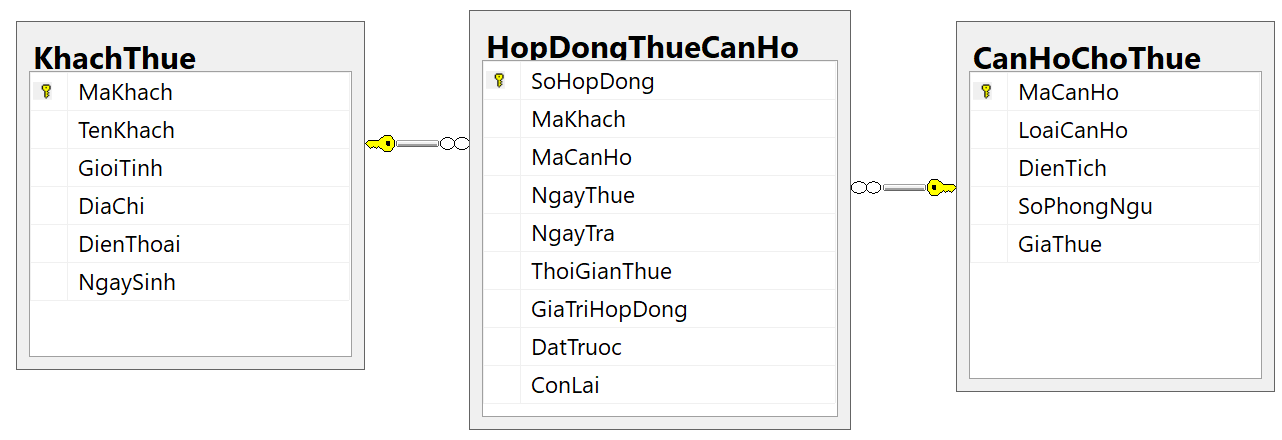 KhachThue
MaKhach
TenKhach
GioiTinh
DiaChi
DienThoai
NgaySinh
HopDongThueCanHo
SoHopDong
MaKhach
MaCanHo
NgayThue
NgayTra
ThoiGianThue
GiaTriHopDong
DatTruoc
ConLai
CanHoChoThue
MaCanHo
LoaiCanHo
DienTich
SoPhongNgu
GiaThue